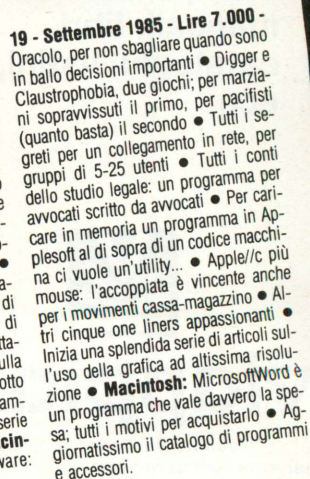 19 - Settembre 1985 - Lire 7.000 -
Oracolo, per non sbagliare quando sono
in ballo decisioni importanti ● Digger e
Claustrophobia, due giochi; per marzia-
ni sopravvissuti il primo, per pacifisti
(quanto basta) il secondo ● Tutti i se-
greti per un collegamento in rete, per
gruppi di 5-25 utenti ● Tutti i conti
dello studio legale: un programma per
avvocati scritto da avvocati ● Per cari-
care in memoria un programma in Ap-
plesoft al di sopra di un codice macchi-
na ci vuole un'utility... ● Apple//c più
mouse: l'accoppiata è vincente anche
per i movimenti cassa-magazzino ● Al-
tri cinque one liners appassionanti ●
Inizia una splendida serie di articoli sul-
l'uso della grafica ad altissima risolu-
zione ● Macintosh: MicrosoftWord è
un programma che vale davvero la spe-
sa; tutti i motivi per acquistarlo ● Ag-
giornatissimo il catalogo di programmi
e accessori.